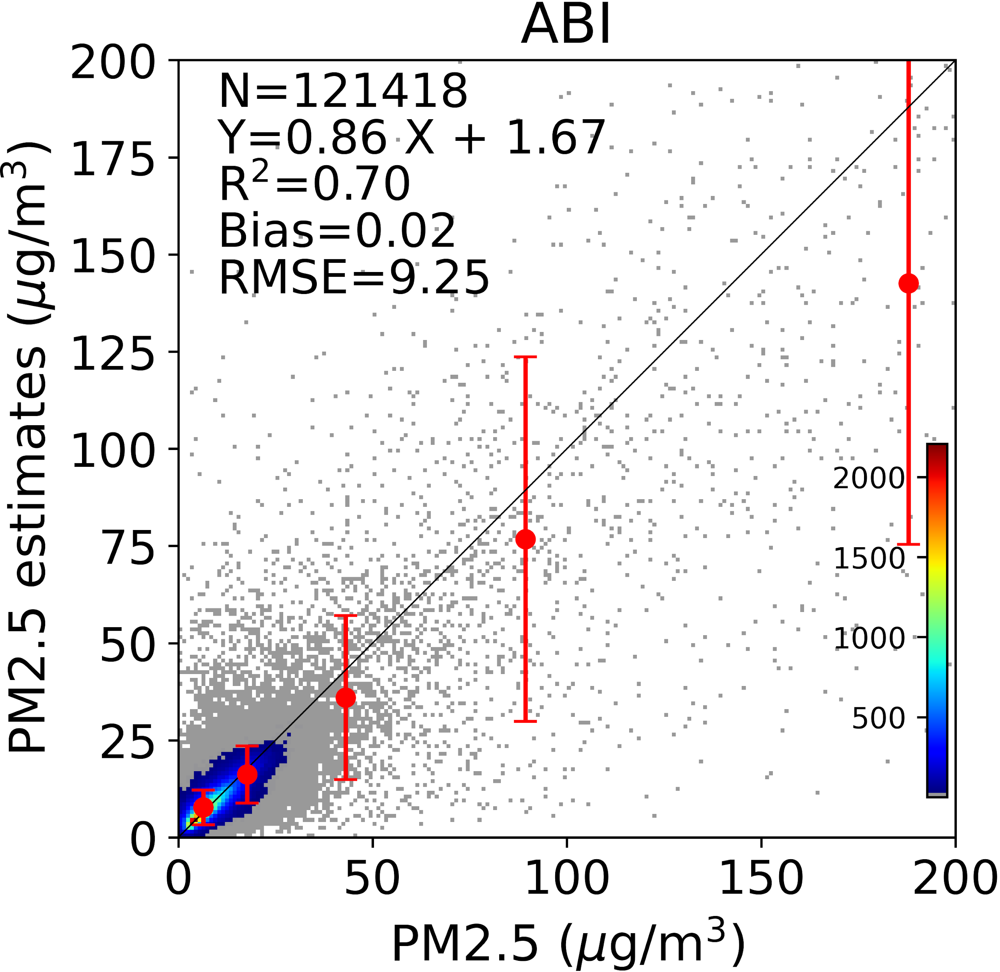 ABI
N=121418
Y=0.86 X + 1.67
R²=0.70
Bias=0.02
RMSE=9.25
PM2.5 estimates (μg/m³)
200
175
150
125
100
75
50
25
0
2000
1500
1000
500
0 50 100 150 200
PM2.5 (μg/m³)